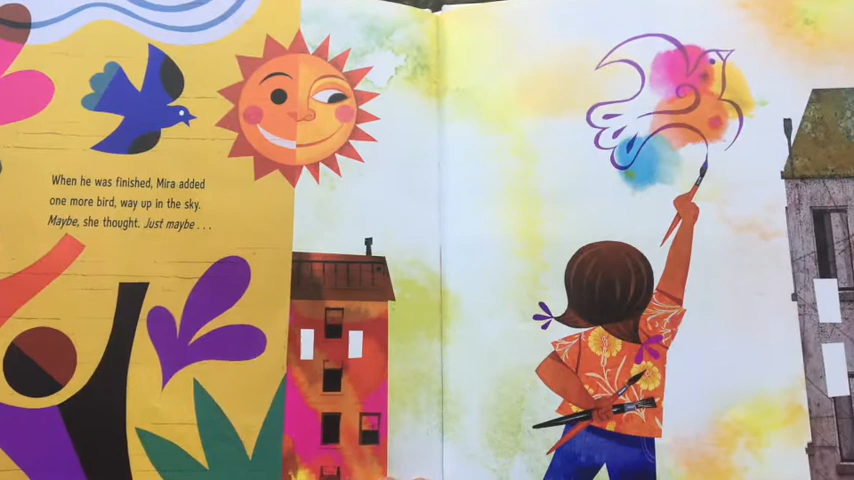 When he was finished, Mira added
one more bird, way up in the sky.
Maybe, she thought. Just maybe . . .